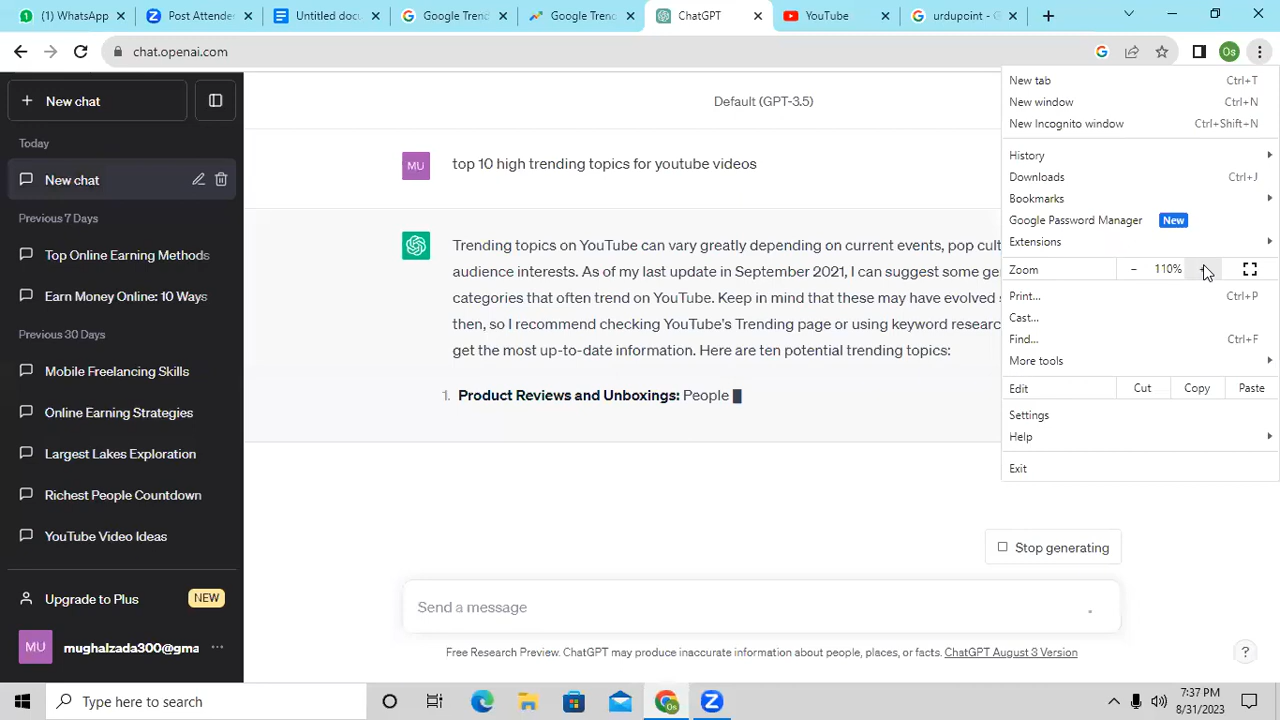 (1) WhatsApp
Post Attende
Untitled docu
Google Trend
Google Trend
ChatGPT
YouTube
urdupoint - G
chat.openai.com
Os
New chat
Today
New chat
Previous 7 Days
Top Online Earning Methods
Earn Money Online: 10 Ways
Previous 30 Days
Mobile Freelancing Skills
Online Earning Strategies
Largest Lakes Exploration
Richest People Countdown
YouTube Video Ideas
Upgrade to Plus NEW
MU mughalzada300@gma
Default (GPT-3.5)
MU top 10 high trending topics for youtube videos
Trending topics on YouTube can vary greatly depending on current events, pop cult
audience interests. As of my last update in September 2021, I can suggest some ge
categories that often trend on YouTube. Keep in mind that these may have evolved s
then, so I recommend checking YouTube's Trending page or using keyword researc
get the most up-to-date information. Here are ten potential trending topics:
1. Product Reviews and Unboxings: People
Stop generating
Send a message
Free Research Preview. ChatGPT may produce inaccurate information about people, places, or facts. ChatGPT August 3 Version
?
New tab Ctrl+T
New window Ctrl+N
New Incognito window Ctrl+Shift+N
History
Downloads Ctrl+J
Bookmarks
Google Password Manager New
Extensions
Zoom − 110% +
Print... Ctrl+P
Cast...
Find... Ctrl+F
More tools
Edit Cut Copy Paste
Settings
Help
Exit
Type here to search
Os
7:37 PM
8/31/2023